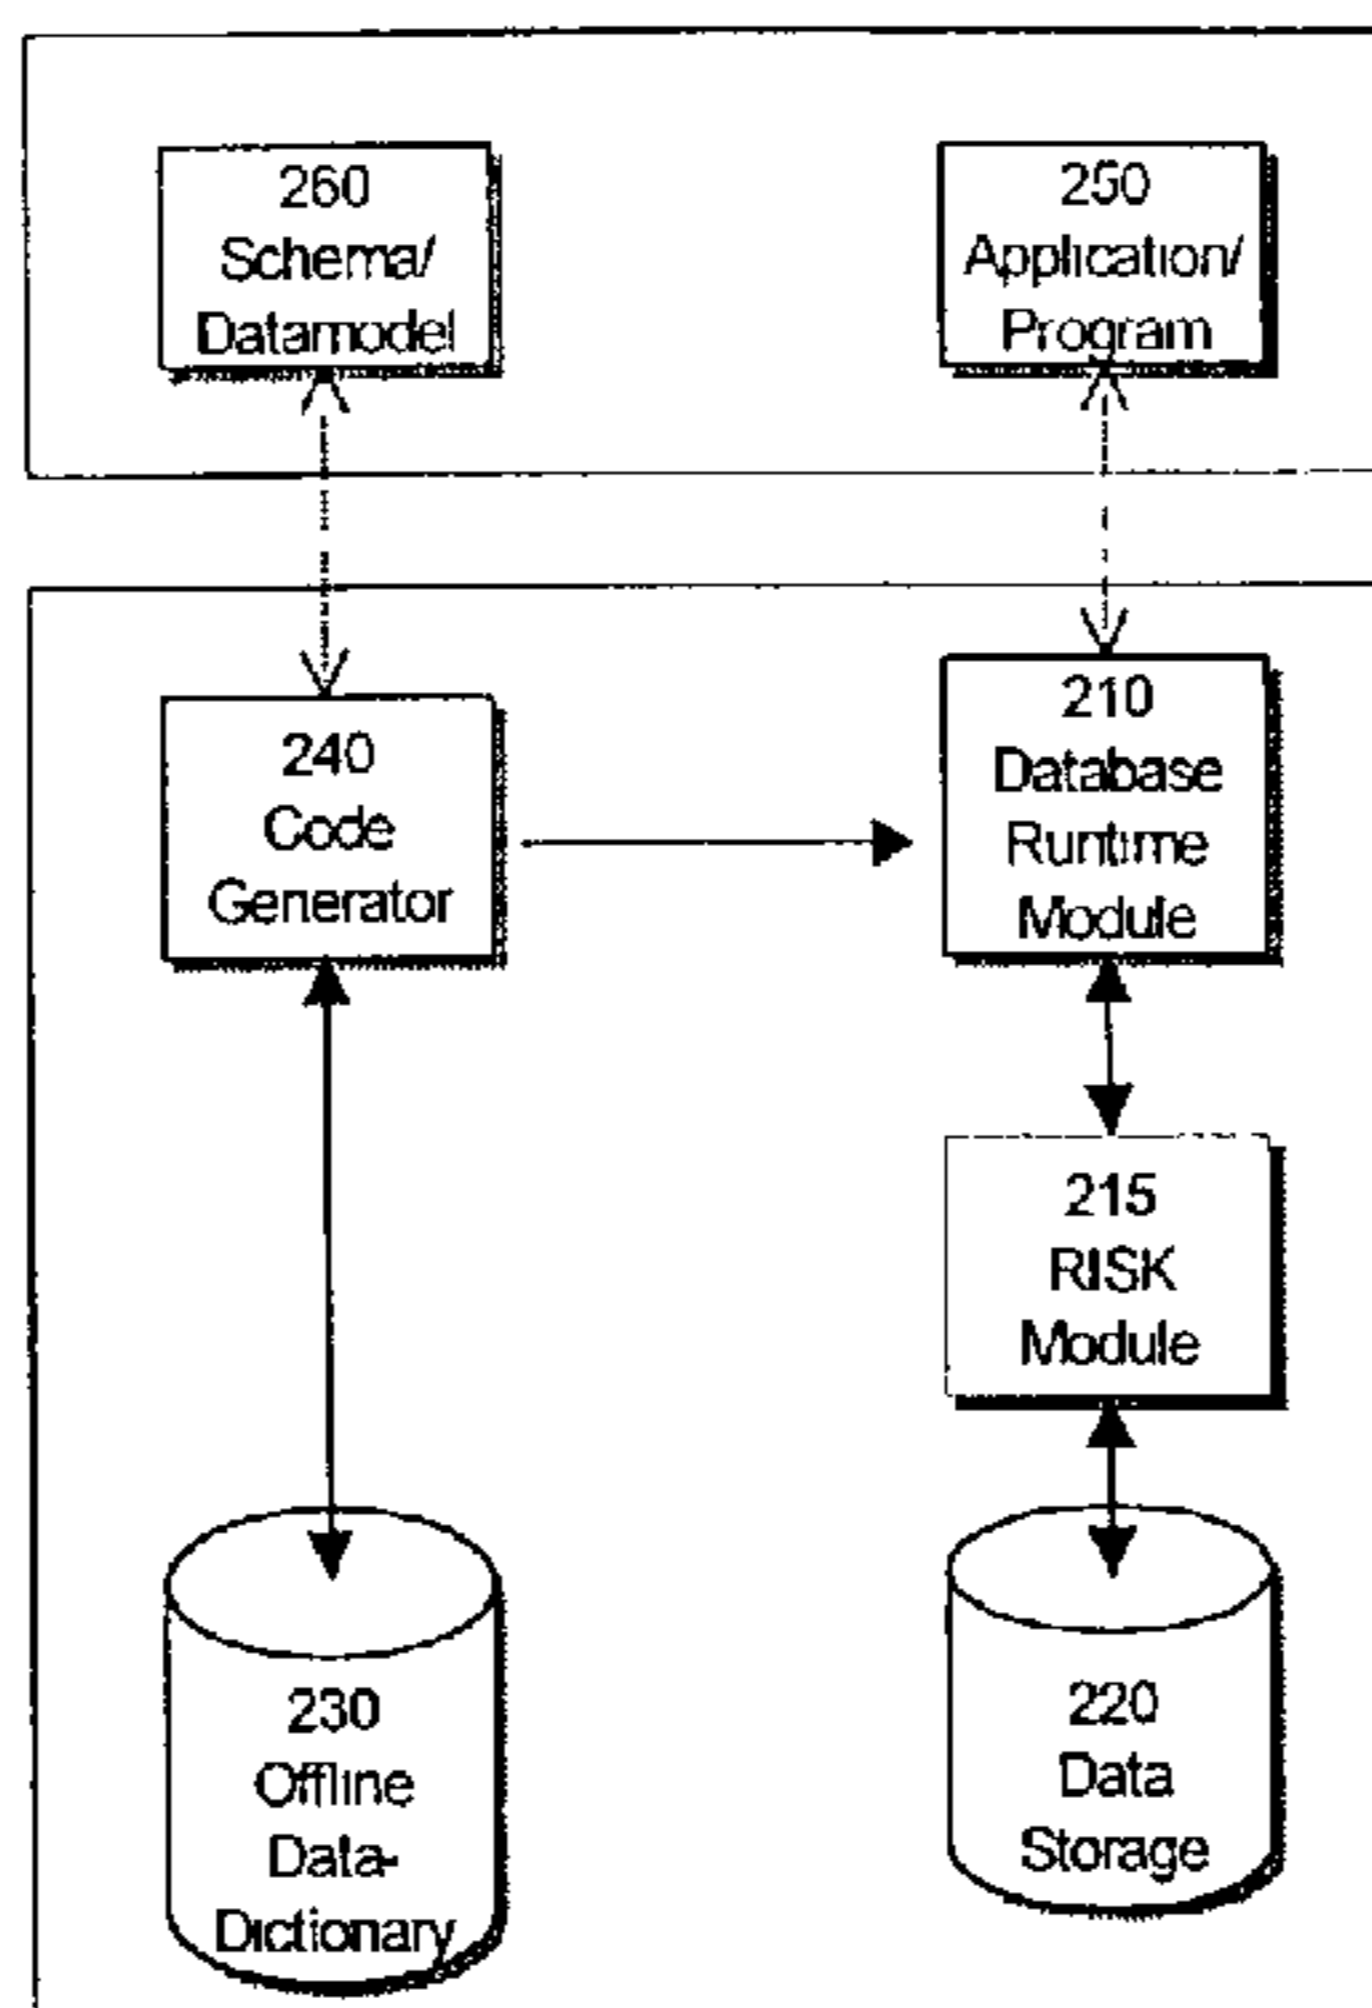 260
Schema/
Datamodel
250
Application/
Program
240
Code
Generator
210
Database
Runtime
Module
215
RISK
Module
230
Offline
Data-
Dictionary
220
Data
Storage